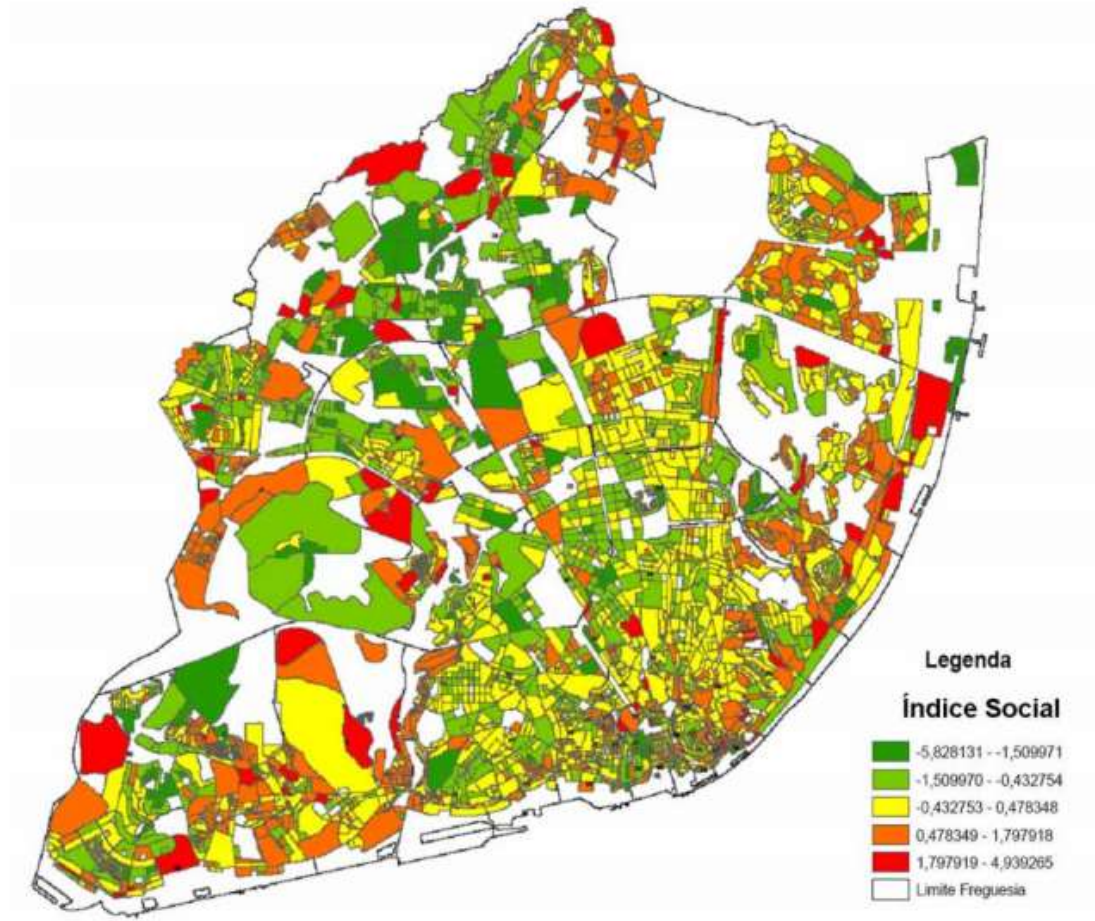 Legenda
Índice Social
-5,828131 - -1,509971
-1,509970 - -0,432754
-0,432753 - 0,478348
0,478349 - 1,797918
1,797919 - 4,939265
Limite Freguesia